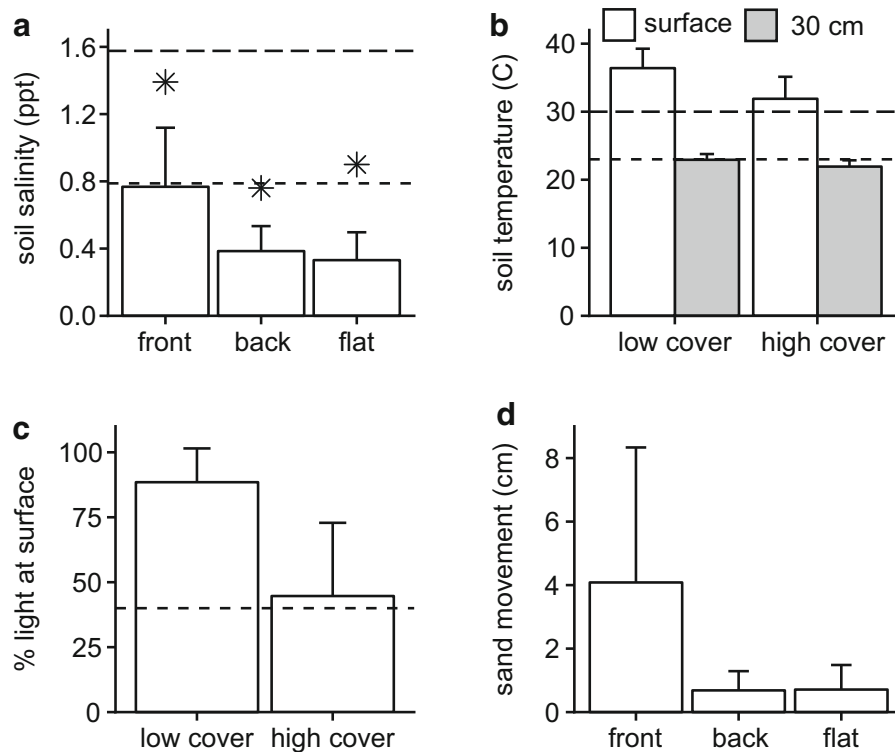 a
soil salinity (ppt)
1.6
1.2
0.8
0.4
0.0
front back flat
b
surface 30 cm
soil temperature (C)
40
30
20
10
0
low cover high cover
c
% light at surface
100
75
50
25
0
low cover high cover
d
sand movement (cm)
8
6
4
2
0
front back flat